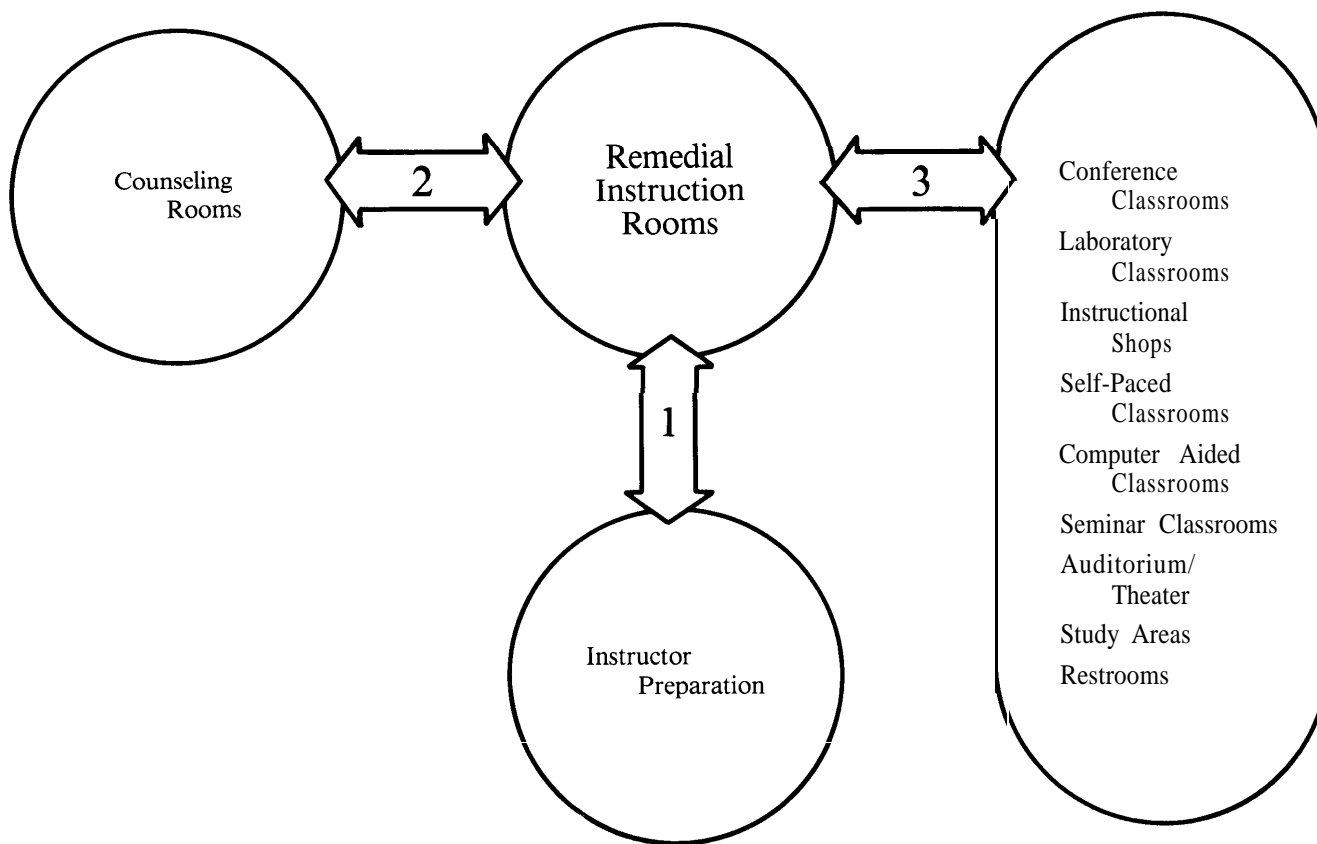 Counseling
Rooms
2
Remedial
Instruction
Rooms
3
Conference
Classrooms
Laboratory
Classrooms
Instructional
Shops
Self-Paced
Classrooms
Computer Aided
Classrooms
Seminar Classrooms
Auditorium/
Theater
Study Areas
Restrooms
1
Instructor
Preparation